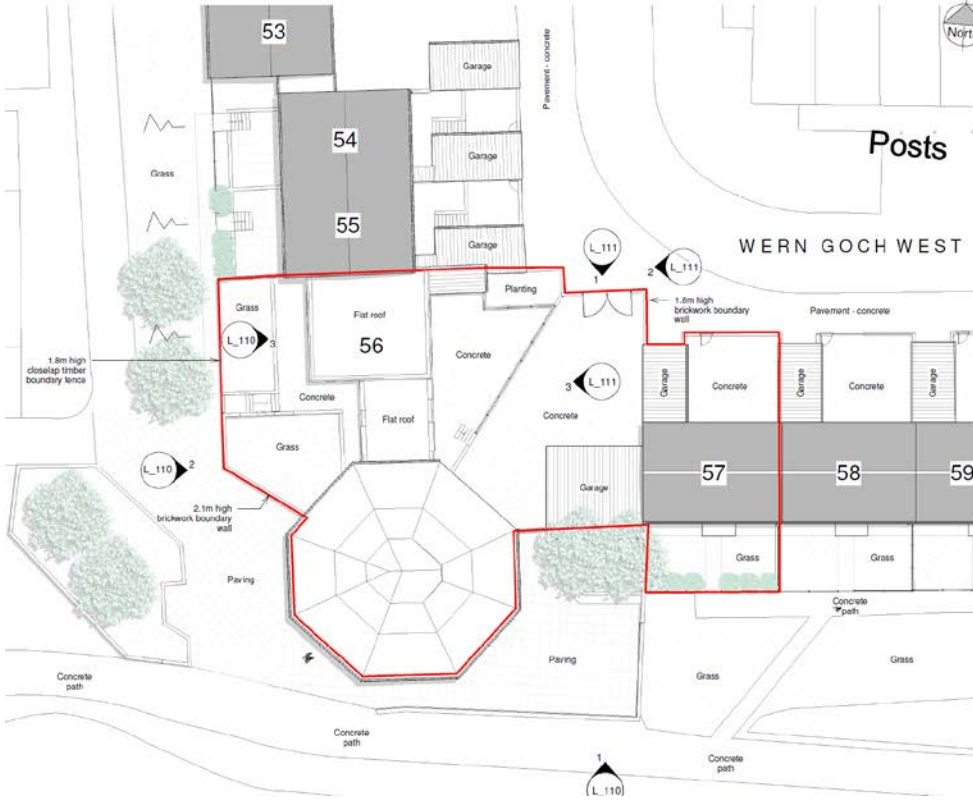 53
Garage
Pavement - concrete
54
Garage
Posts
Grass
55
Garage
L_111
1
2
L_111
WERN GOCH WEST
Grass
Planting
Flat roof
56
1.8m high
brickwork boundary
wall
Pavement - concrete
L_110
3
1.8m high
closelap timber
boundary fence
Concrete
Concrete
3
L_111
Concrete
Garage
Concrete
Garage
Concrete
Garage
Flat roof
Grass
L_110
2
Garage
57
58
59
2.1m high
brickwork boundary
wall
Grass
Grass
Paving
Concrete
path
Paving
Grass
Grass
Concrete
path
Concrete
path
Concrete
path
1
L_110